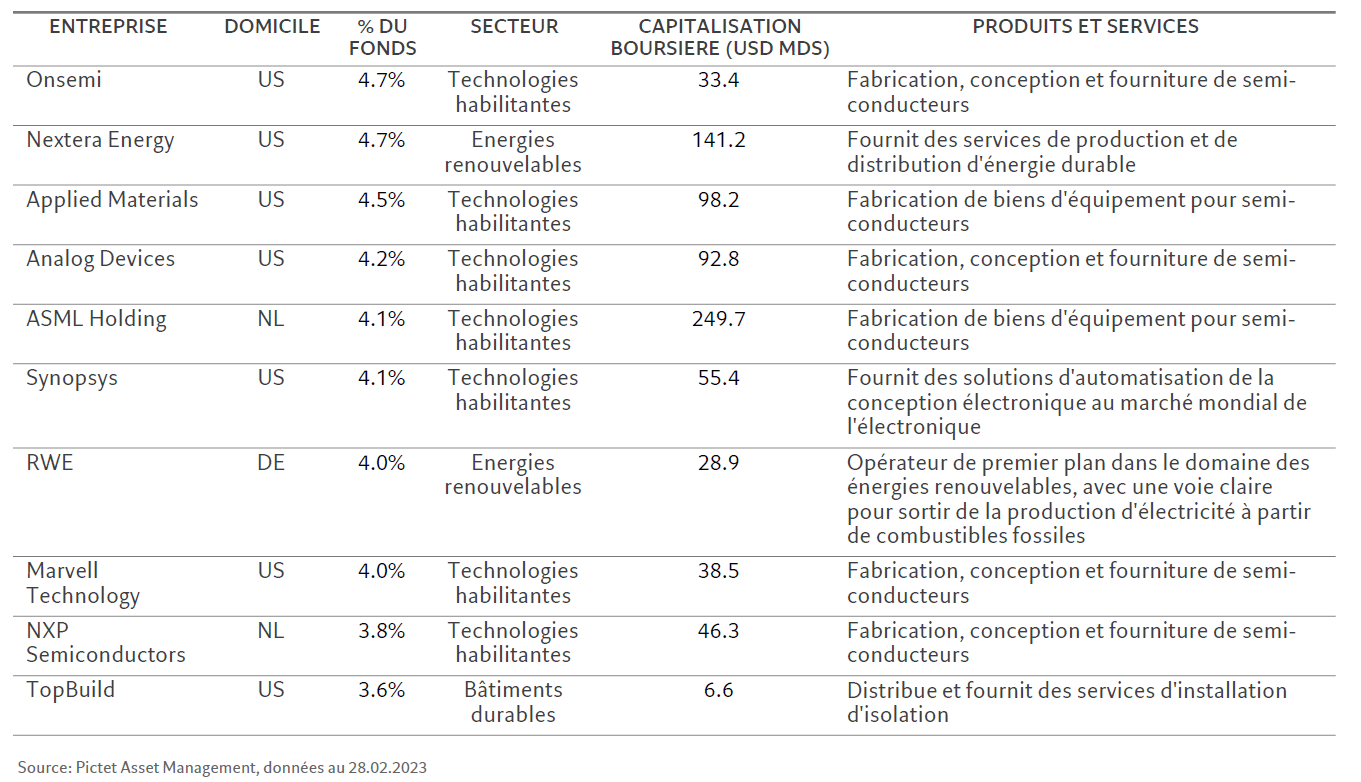 ENTREPRISE DOMICILE % DU FONDS SECTEUR CAPITALISATION BOURSIERE (USD MDS) PRODUITS ET SERVICES
Onsemi US 4.7% Technologies habilitantes 33.4 Fabrication, conception et fourniture de semi-
conducteurs
Nextera Energy US 4.7% Energies renouvelables 141.2 Fournit des services de production et de
distribution d'énergie durable
Applied Materials US 4.5% Technologies habilitantes 98.2 Fabrication de biens d'équipement pour semi-
conducteurs
Analog Devices US 4.2% Technologies habilitantes 92.8 Fabrication, conception et fourniture de semi-
conducteurs
ASML Holding NL 4.1% Technologies habilitantes 249.7 Fabrication de biens d'équipement pour semi-
conducteurs
Synopsys US 4.1% Technologies habilitantes 55.4 Fournit des solutions d'automatisation de la
conception électronique au marché mondial de
l'électronique
RWE DE 4.0% Energies renouvelables 28.9 Opérateur de premier plan dans le domaine des
énergies renouvelables, avec une voie claire
pour sortir de la production d'électricité à partir
de combustibles fossiles
Marvell Technology US 4.0% Technologies habilitantes 38.5 Fabrication, conception et fourniture de semi-
conducteurs
NXP Semiconductors NL 3.8% Technologies habilitantes 46.3 Fabrication, conception et fourniture de semi-
conducteurs
TopBuild US 3.6% Bâtiments durables 6.6 Distribue et fournit des services d'installation
d'isolation
Source: Pictet Asset Management, données au 28.02.2023